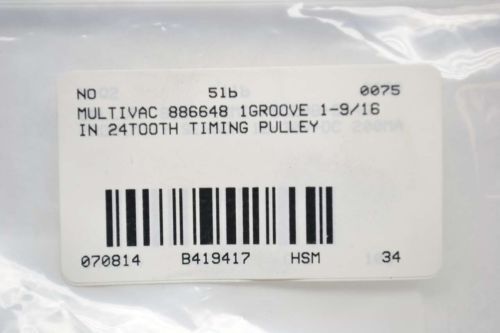 NO 51b 0075
MULTIVAC 886648 1GROOVE 1-9/16
IN 24TOOTH TIMING PULLEY
070814 B419417 HSM 34